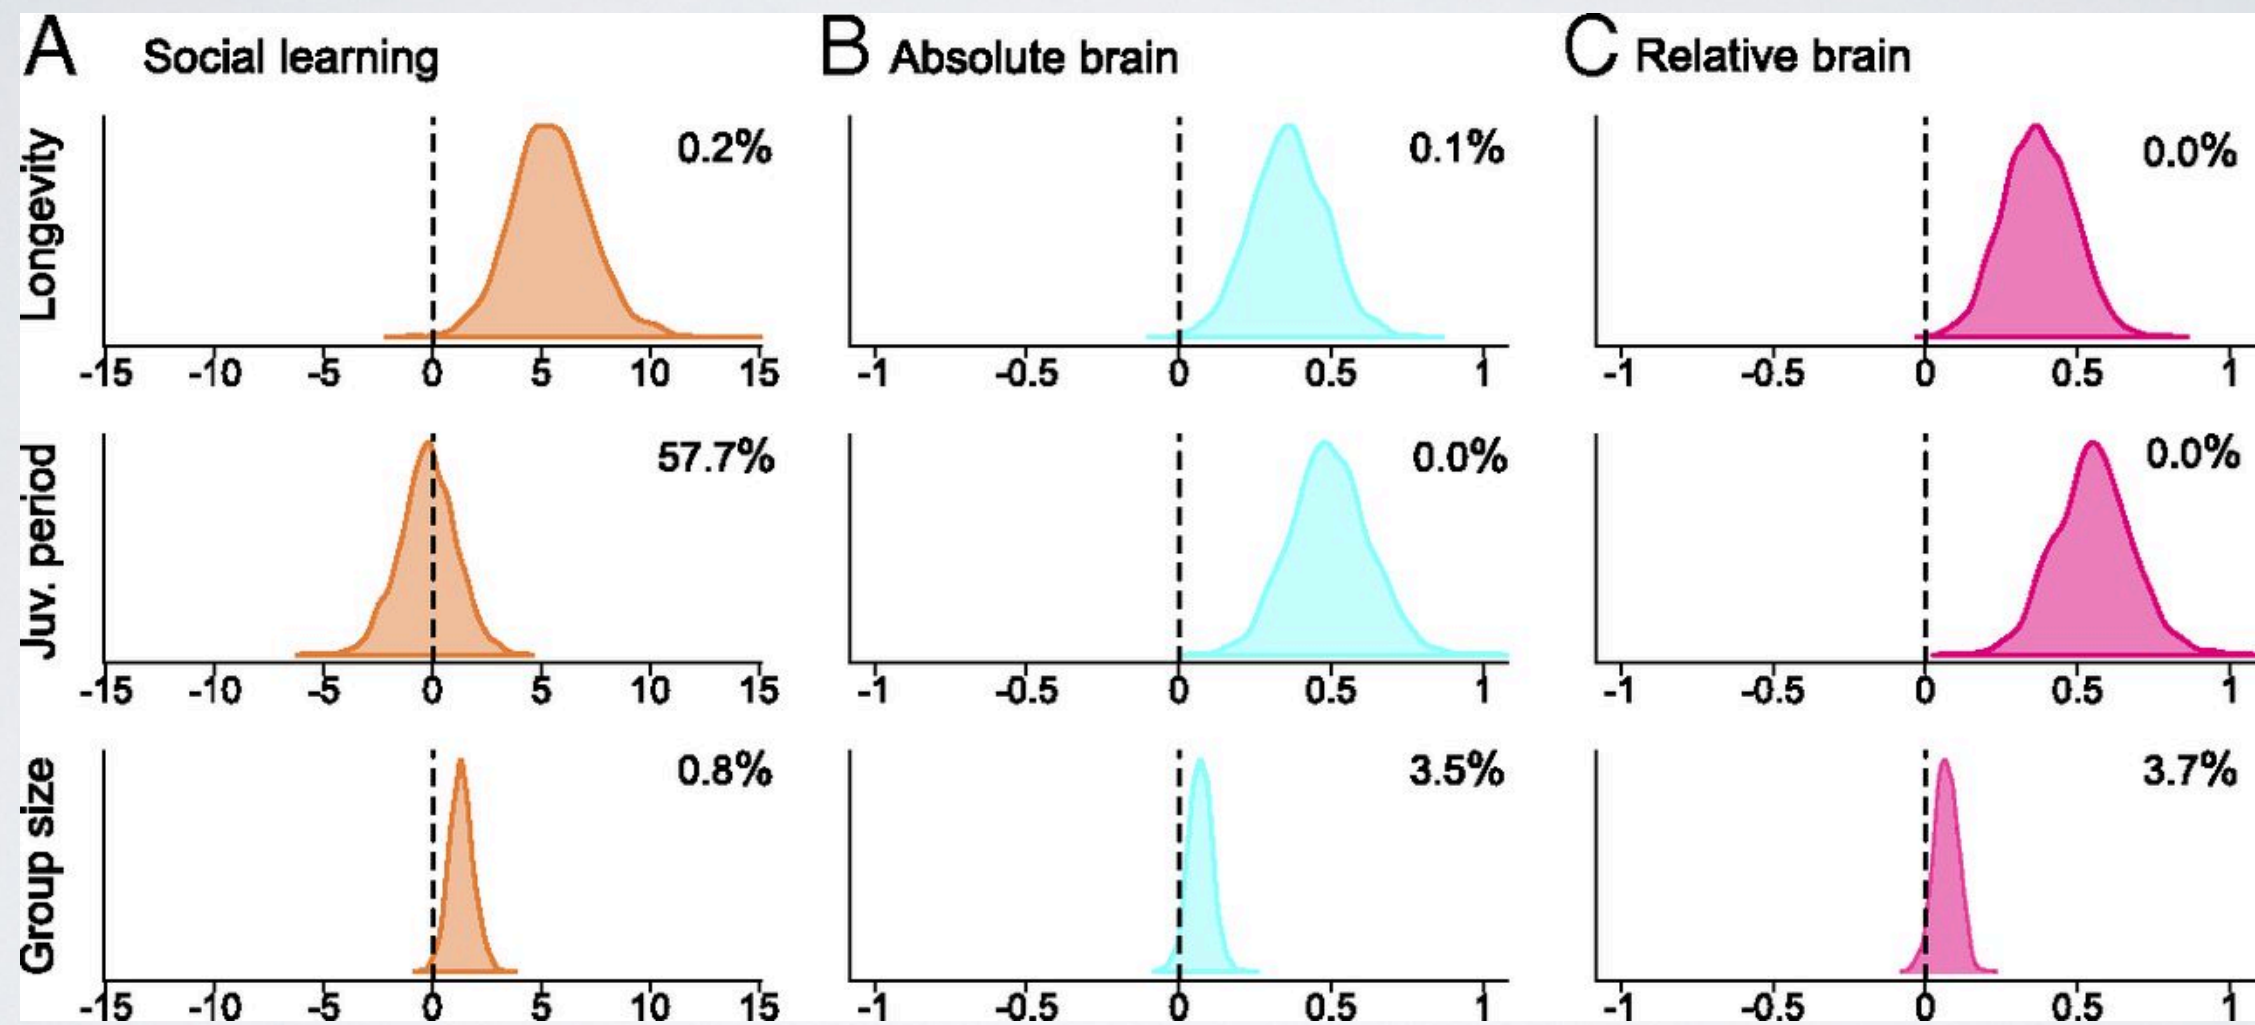 A Social learning B Absolute brain C Relative brain
Longevity
0.2% 0.1% 0.0%
-15 -10 -5 0 5 10 15 -1 -0.5 0 0.5 1 -1 -0.5 0 0.5 1
Juv. period
57.7% 0.0% 0.0%
-15 -10 -5 0 5 10 15 -1 -0.5 0 0.5 1 -1 -0.5 0 0.5 1
Group size
0.8% 3.5% 3.7%
-15 -10 -5 0 5 10 15 -1 -0.5 0 0.5 1 -1 -0.5 0 0.5 1